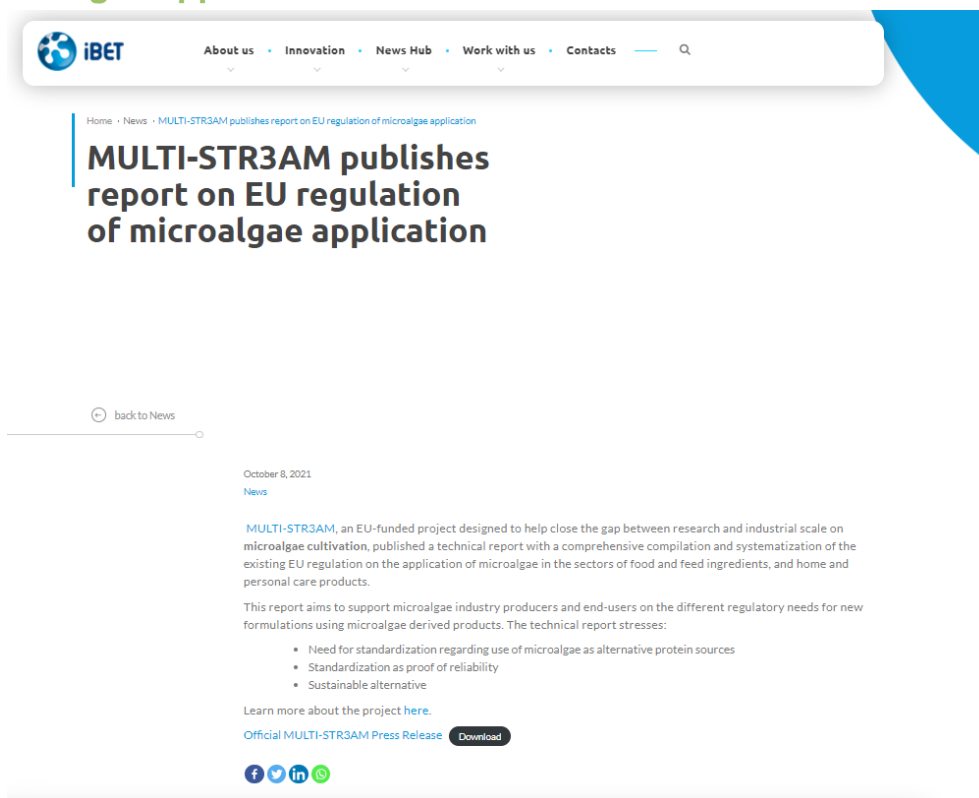 iBET
About us • Innovation • News Hub • Work with us • Contacts
Home • News • MULTI-STR3AM publishes report on EU regulation of microalgae application
MULTI-STR3AM publishes
report on EU regulation
of microalgae application
back to News
October 8, 2021
News
MULTI-STR3AM, an EU-funded project designed to help close the gap between research and industrial scale on
microalgae cultivation, published a technical report with a comprehensive compilation and systematization of the
existing EU regulation on the application of microalgae in the sectors of food and feed ingredients, and home and
personal care products.
This report aims to support microalgae industry producers and end-users on the different regulatory needs for new
formulations using microalgae derived products. The technical report stresses:
• Need for standardization regarding use of microalgae as alternative protein sources
• Standardization as proof of reliability
• Sustainable alternative
Learn more about the project here.
Official MULTI-STR3AM Press Release Download